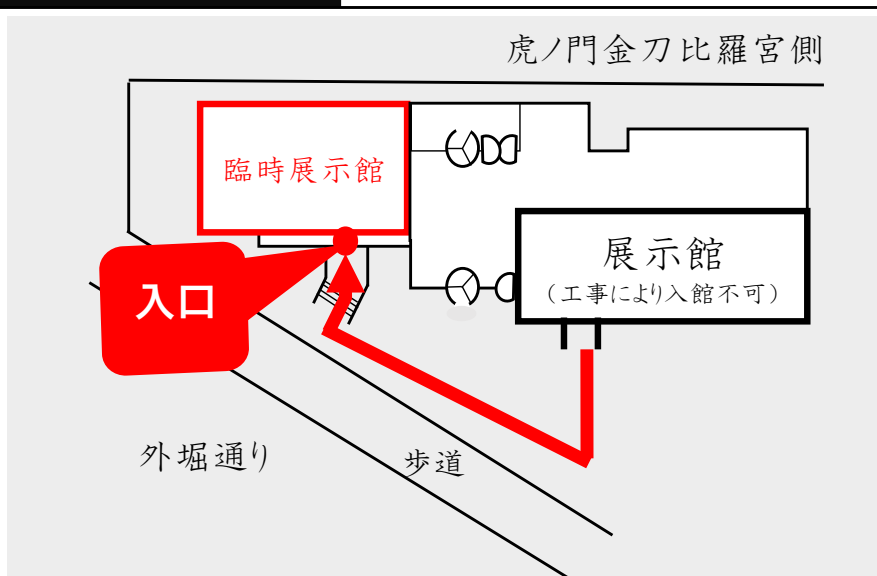 虎ノ門金刀比羅宮側
臨時展示館
展示館
（工事により入館不可）
入口
外堀通り
歩道